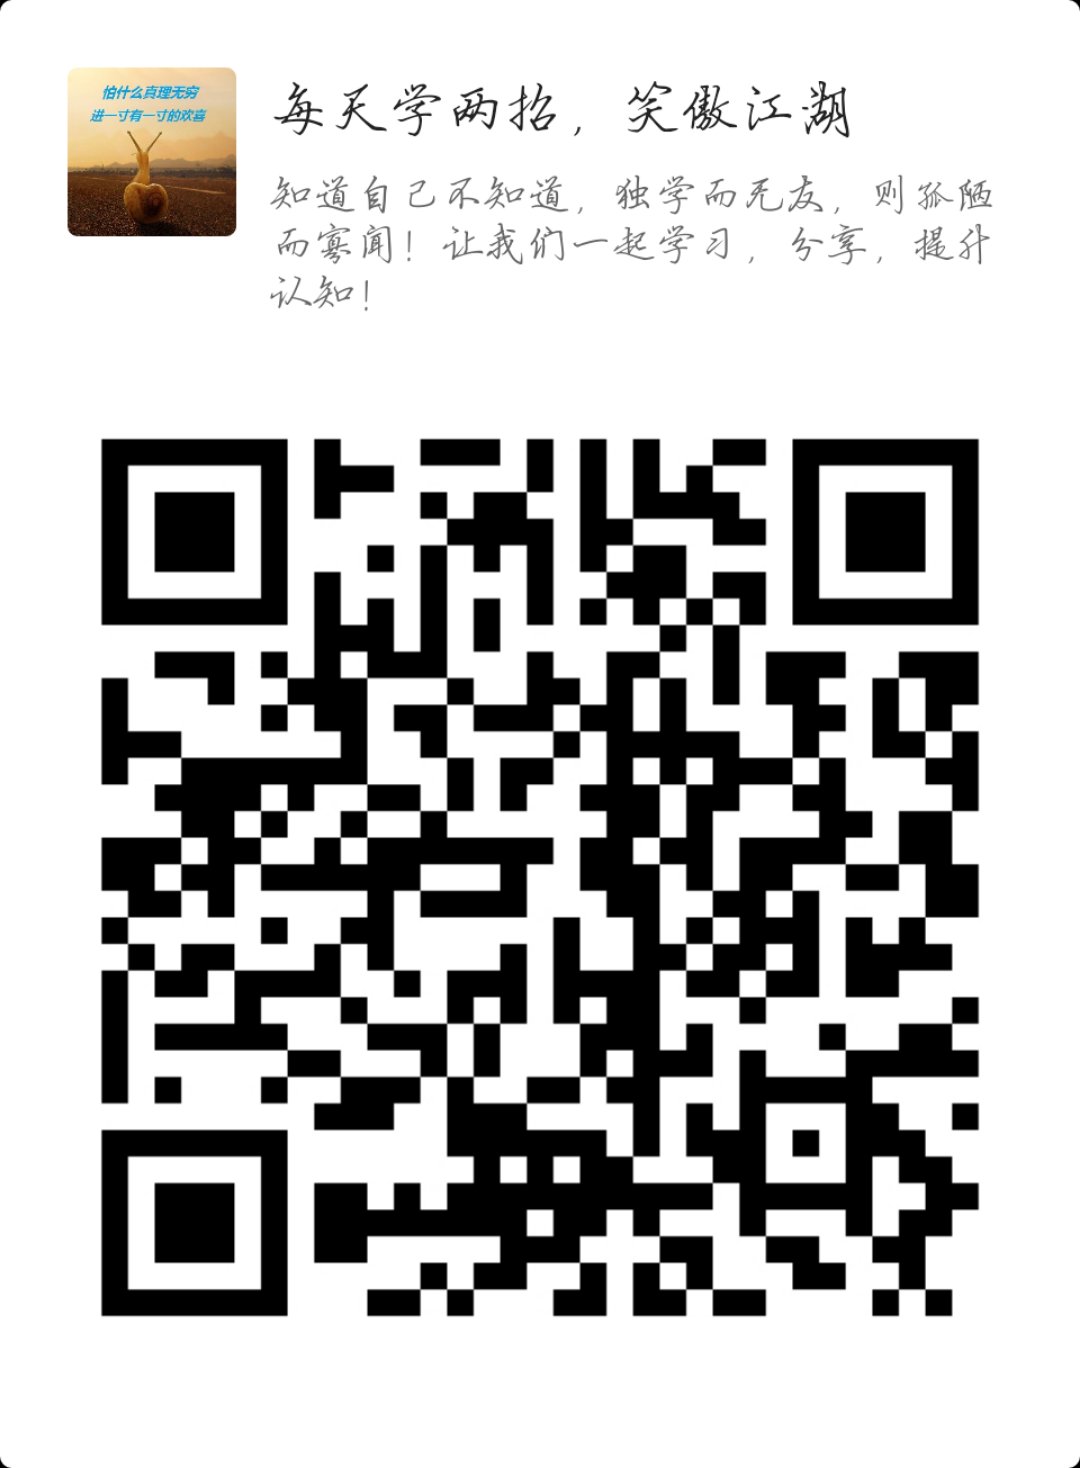 怕什么真理无穷
进一寸有一寸的欢喜
每天学两招，笑傲江湖
知道自己不知道，独学而无友，则孤陋
而寡闻！让我们一起学习，分享，提升
认知！